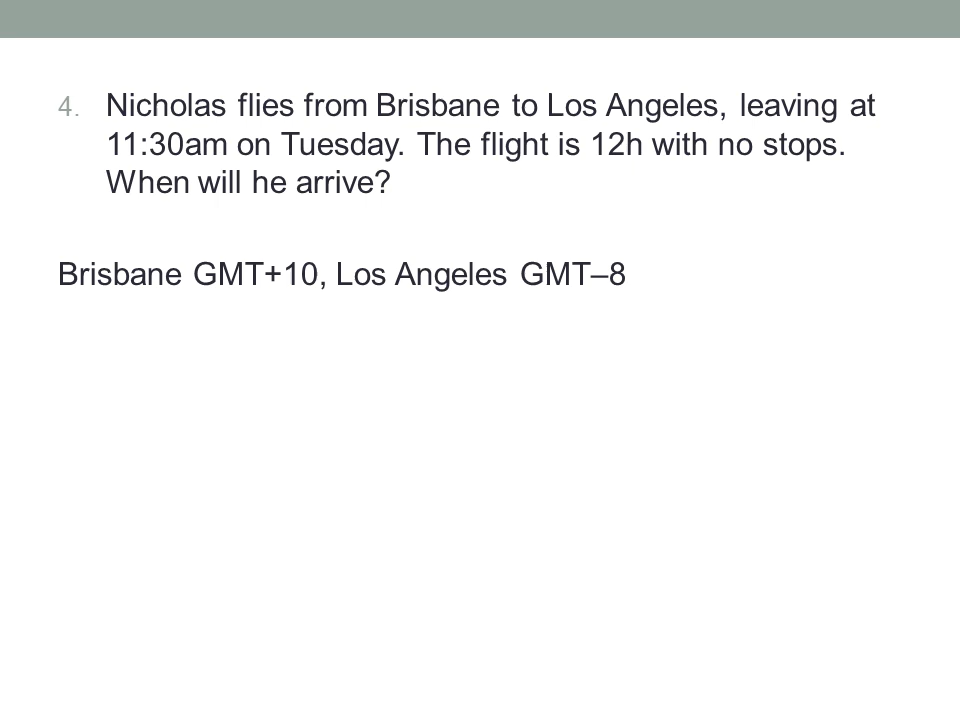 4. Nicholas flies from Brisbane to Los Angeles, leaving at
11:30am on Tuesday. The flight is 12h with no stops.
When will he arrive?
Brisbane GMT+10, Los Angeles GMT–8